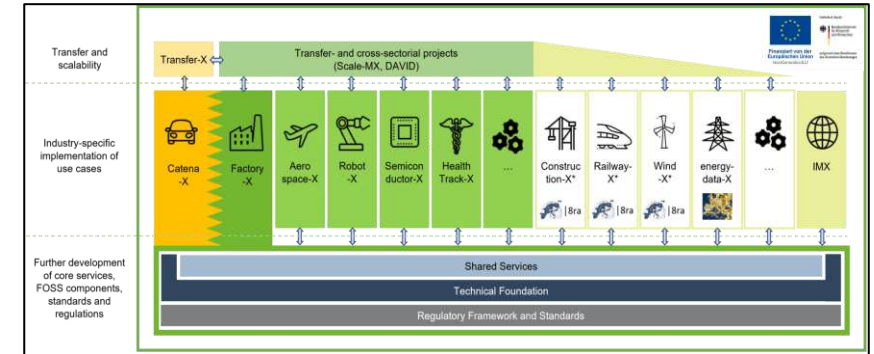 Transfer and
scalability
Transfer-X
Transfer- and cross-sectorial projects
(Scale-MX, DAVID)
Finanziert von der
Europäischen Union
Industry-specific
implementation of
use cases
Catena
-X
Factory
-X
Aero
space-X
Robot
-X
Semicon
ductor-X
Health
Track-X
...
Construc
tion-X*
|8ra
Railway-
X*
|8ra
Wind
-X*
|8ra
energy-
data-X
...
IMX
Further development
of core services,
FOSS components,
standards and
regulations
Shared Services
Technical Foundation
Regulatory Framework and Standards